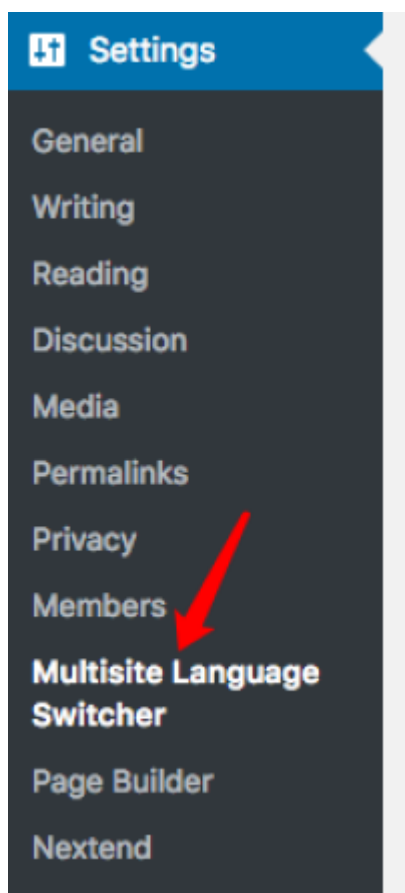 Settings
General
Writing
Reading
Discussion
Media
Permalinks
Privacy
Members
Multisite Language
Switcher
Page Builder
Nextend